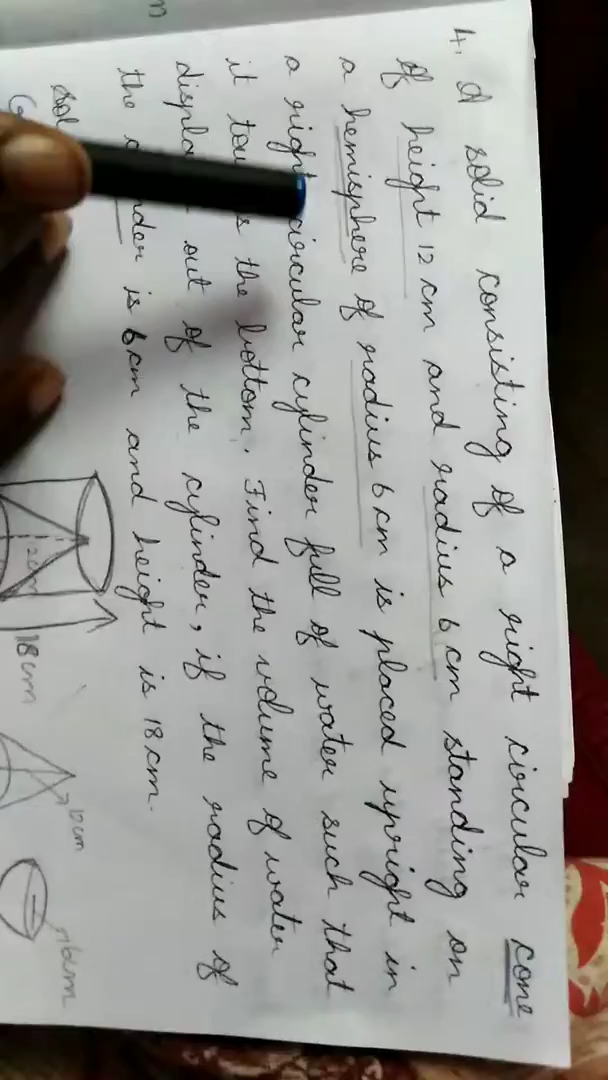 4. A solid consisting of a right circular cone
of height 12 cm and radius 6 cm standing on
a hemisphere of radius 6 cm is placed upright in
a right circular cylinder full of water such that
it the bottom. Find the volume of water
out of the cylinder, if the radius of
the is 6 cm and height is 18 cm.
Sol
18 cm
12 cm
6 cm